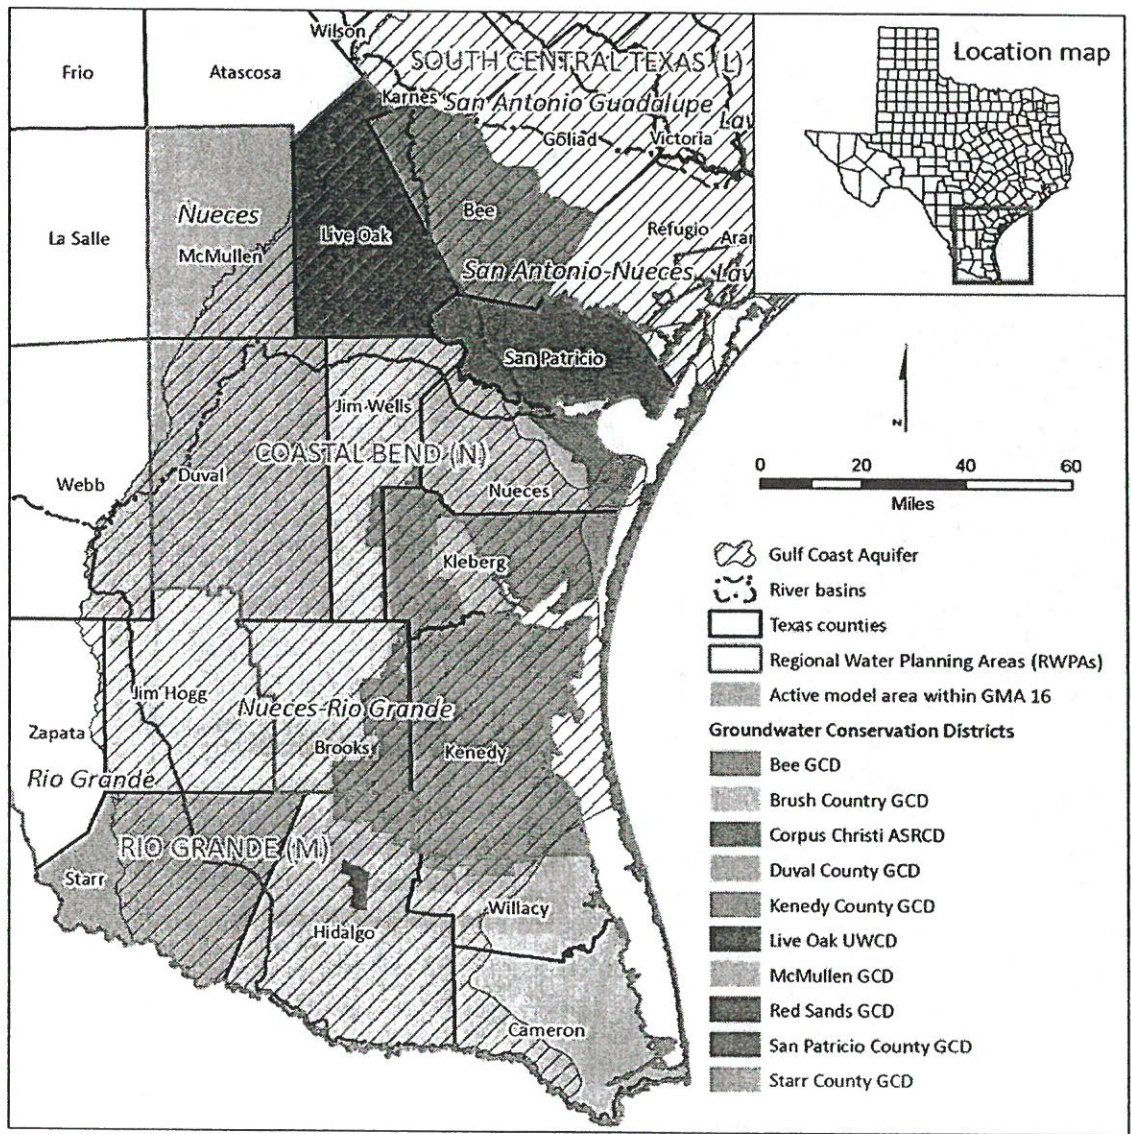 Wilson
Frio
Atascosa
SOUTH CENTRAL TEXAS (L)
Karnes
San Antonio Guadalupe
Lav
Goliad
Victoria
Location map
Nueces
Bee
La Salle
Live Oak
McMullen
Refugio
Aran
San Antonio-Nueces
Lav
San Patricio
Jim Wells
COASTAL BEND (N)
Webb
Duval
Nueces
Kleberg
Jim Hogg
Nueces-Rio Grande
Zapata
Brooks
Kenedy
Rio Grande
RIO GRANDE (M)
Starr
Willacy
Hidalgo
Cameron
N
0 20 40 60
Miles
Gulf Coast Aquifer
River basins
Texas counties
Regional Water Planning Areas (RWPAs)
Active model area within GMA 16
Groundwater Conservation Districts
Bee GCD
Brush Country GCD
Corpus Christi ASRCD
Duval County GCD
Kenedy County GCD
Live Oak UWCD
McMullen GCD
Red Sands GCD
San Patricio County GCD
Starr County GCD